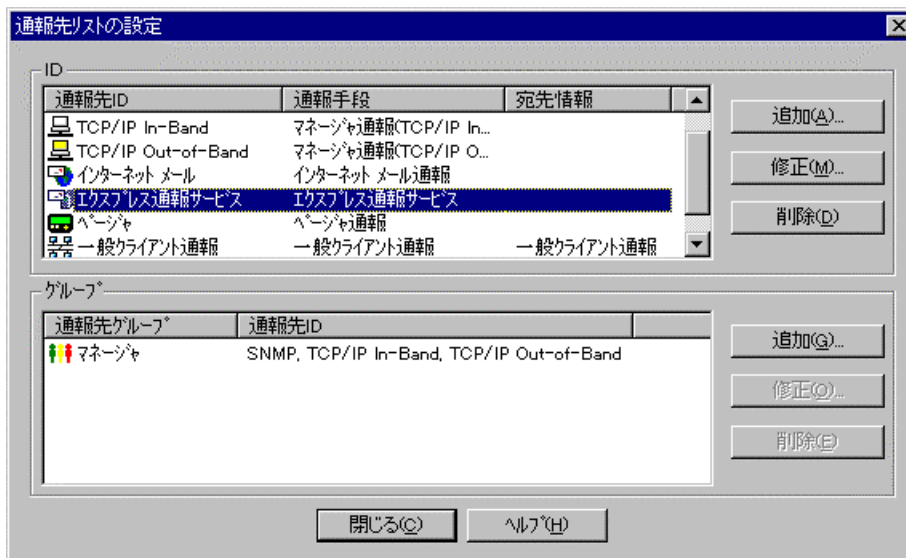 通報先リストの設定
ID
通報先ID 通報手段 宛先情報
TCP/IP In-Band マネージャ通報(TCP/IP In...
TCP/IP Out-of-Band マネージャ通報(TCP/IP O...
インターネット メール インターネット メール通報
エクスプレス通報サービス エクスプレス通報サービス
ページャ ページャ通報
一般クライアント通報 一般クライアント通報 一般クライアント通報
追加(A)...
修正(M)...
削除(D)
グループ
通報先グループ 通報先ID
マネージャ SNMP, TCP/IP In-Band, TCP/IP Out-of-Band
追加(G)...
修正(O)...
削除(E)
閉じる(C) ヘルプ(H)